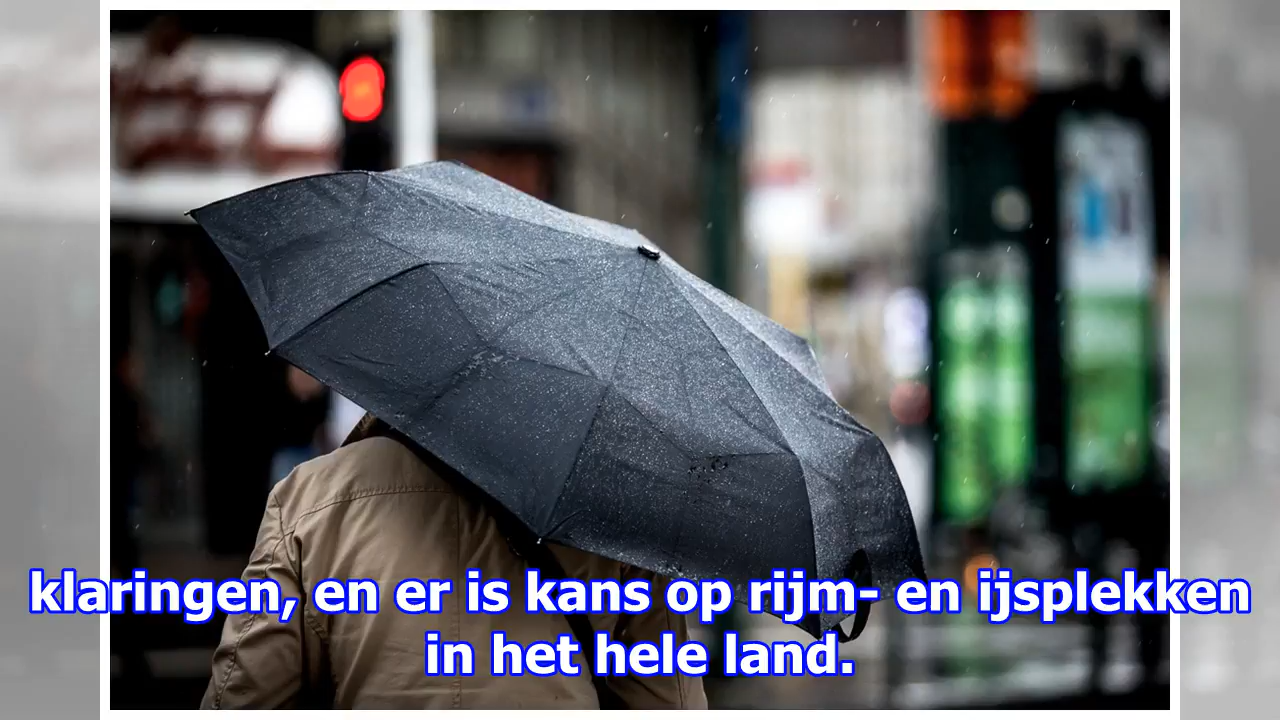 klaringen, en er is kans op rijm- en ijsplekken
in het hele land.